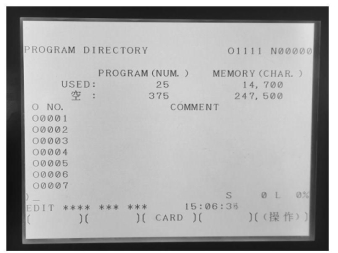 PROGRAM DIRECTORY O1111 N00000
PROGRAM(NUM.) MEMORY(CHAR.)
USED: 25 14,700
空 : 375 247,500
O NO. COMMENT
O0001
O0002
O0003
O0004
O0005
O0006
O0007
)_
S 0 L 0%
EDIT **** *** *** 15:06:34
( )( )( CARD )( )((操作))